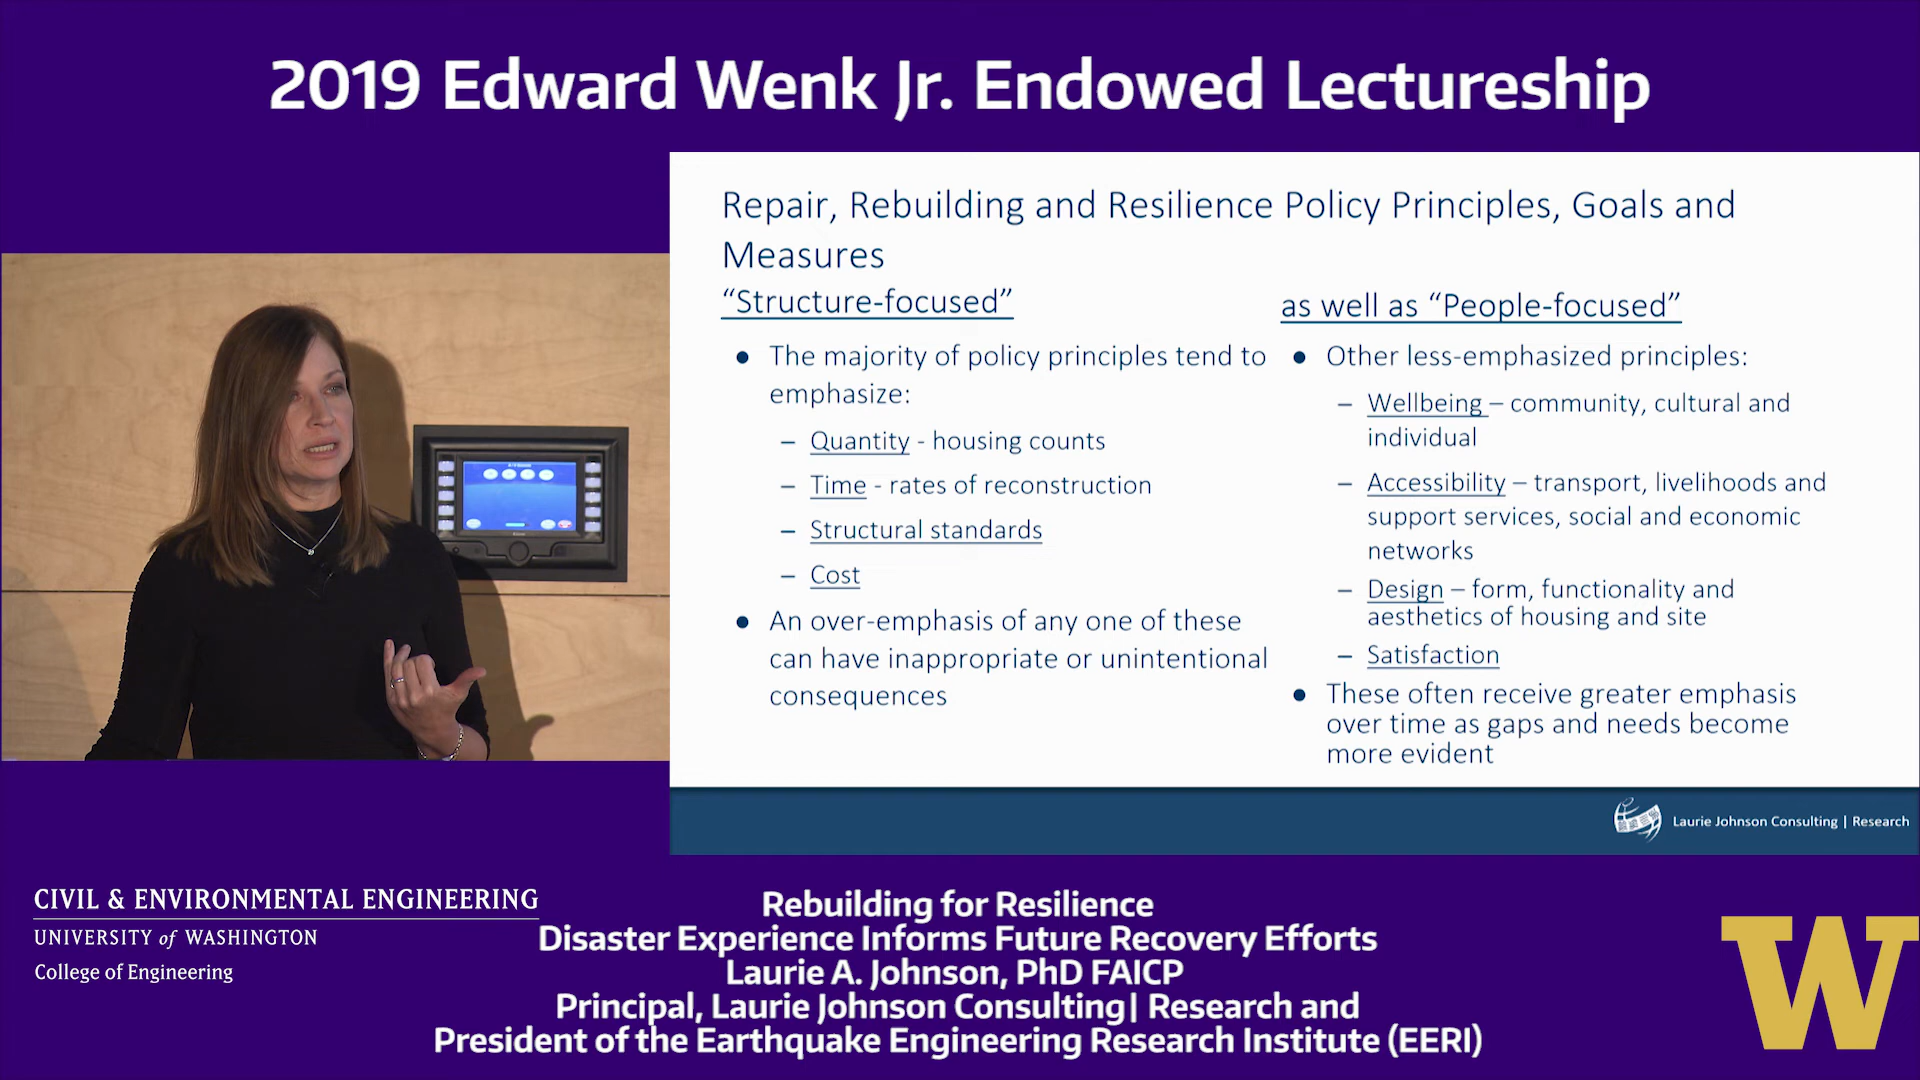 2019 Edward Wenk Jr. Endowed Lectureship
Repair, Rebuilding and Resilience Policy Principles, Goals and
Measures
“Structure-focused”
● The majority of policy principles tend to
emphasize:
– Quantity - housing counts
– Time - rates of reconstruction
– Structural standards
– Cost
● An over-emphasis of any one of these
can have inappropriate or unintentional
consequences
as well as “People-focused”
● Other less-emphasized principles:
– Wellbeing – community, cultural and
individual
– Accessibility – transport, livelihoods and
support services, social and economic
networks
– Design – form, functionality and
aesthetics of housing and site
– Satisfaction
● These often receive greater emphasis
over time as gaps and needs become
more evident
Laurie Johnson Consulting | Research
CIVIL & ENVIRONMENTAL ENGINEERING
UNIVERSITY of WASHINGTON
College of Engineering
Rebuilding for Resilience
Disaster Experience Informs Future Recovery Efforts
Laurie A. Johnson, PhD FAICP
Principal, Laurie Johnson Consulting| Research and
President of the Earthquake Engineering Research Institute (EERI)
W